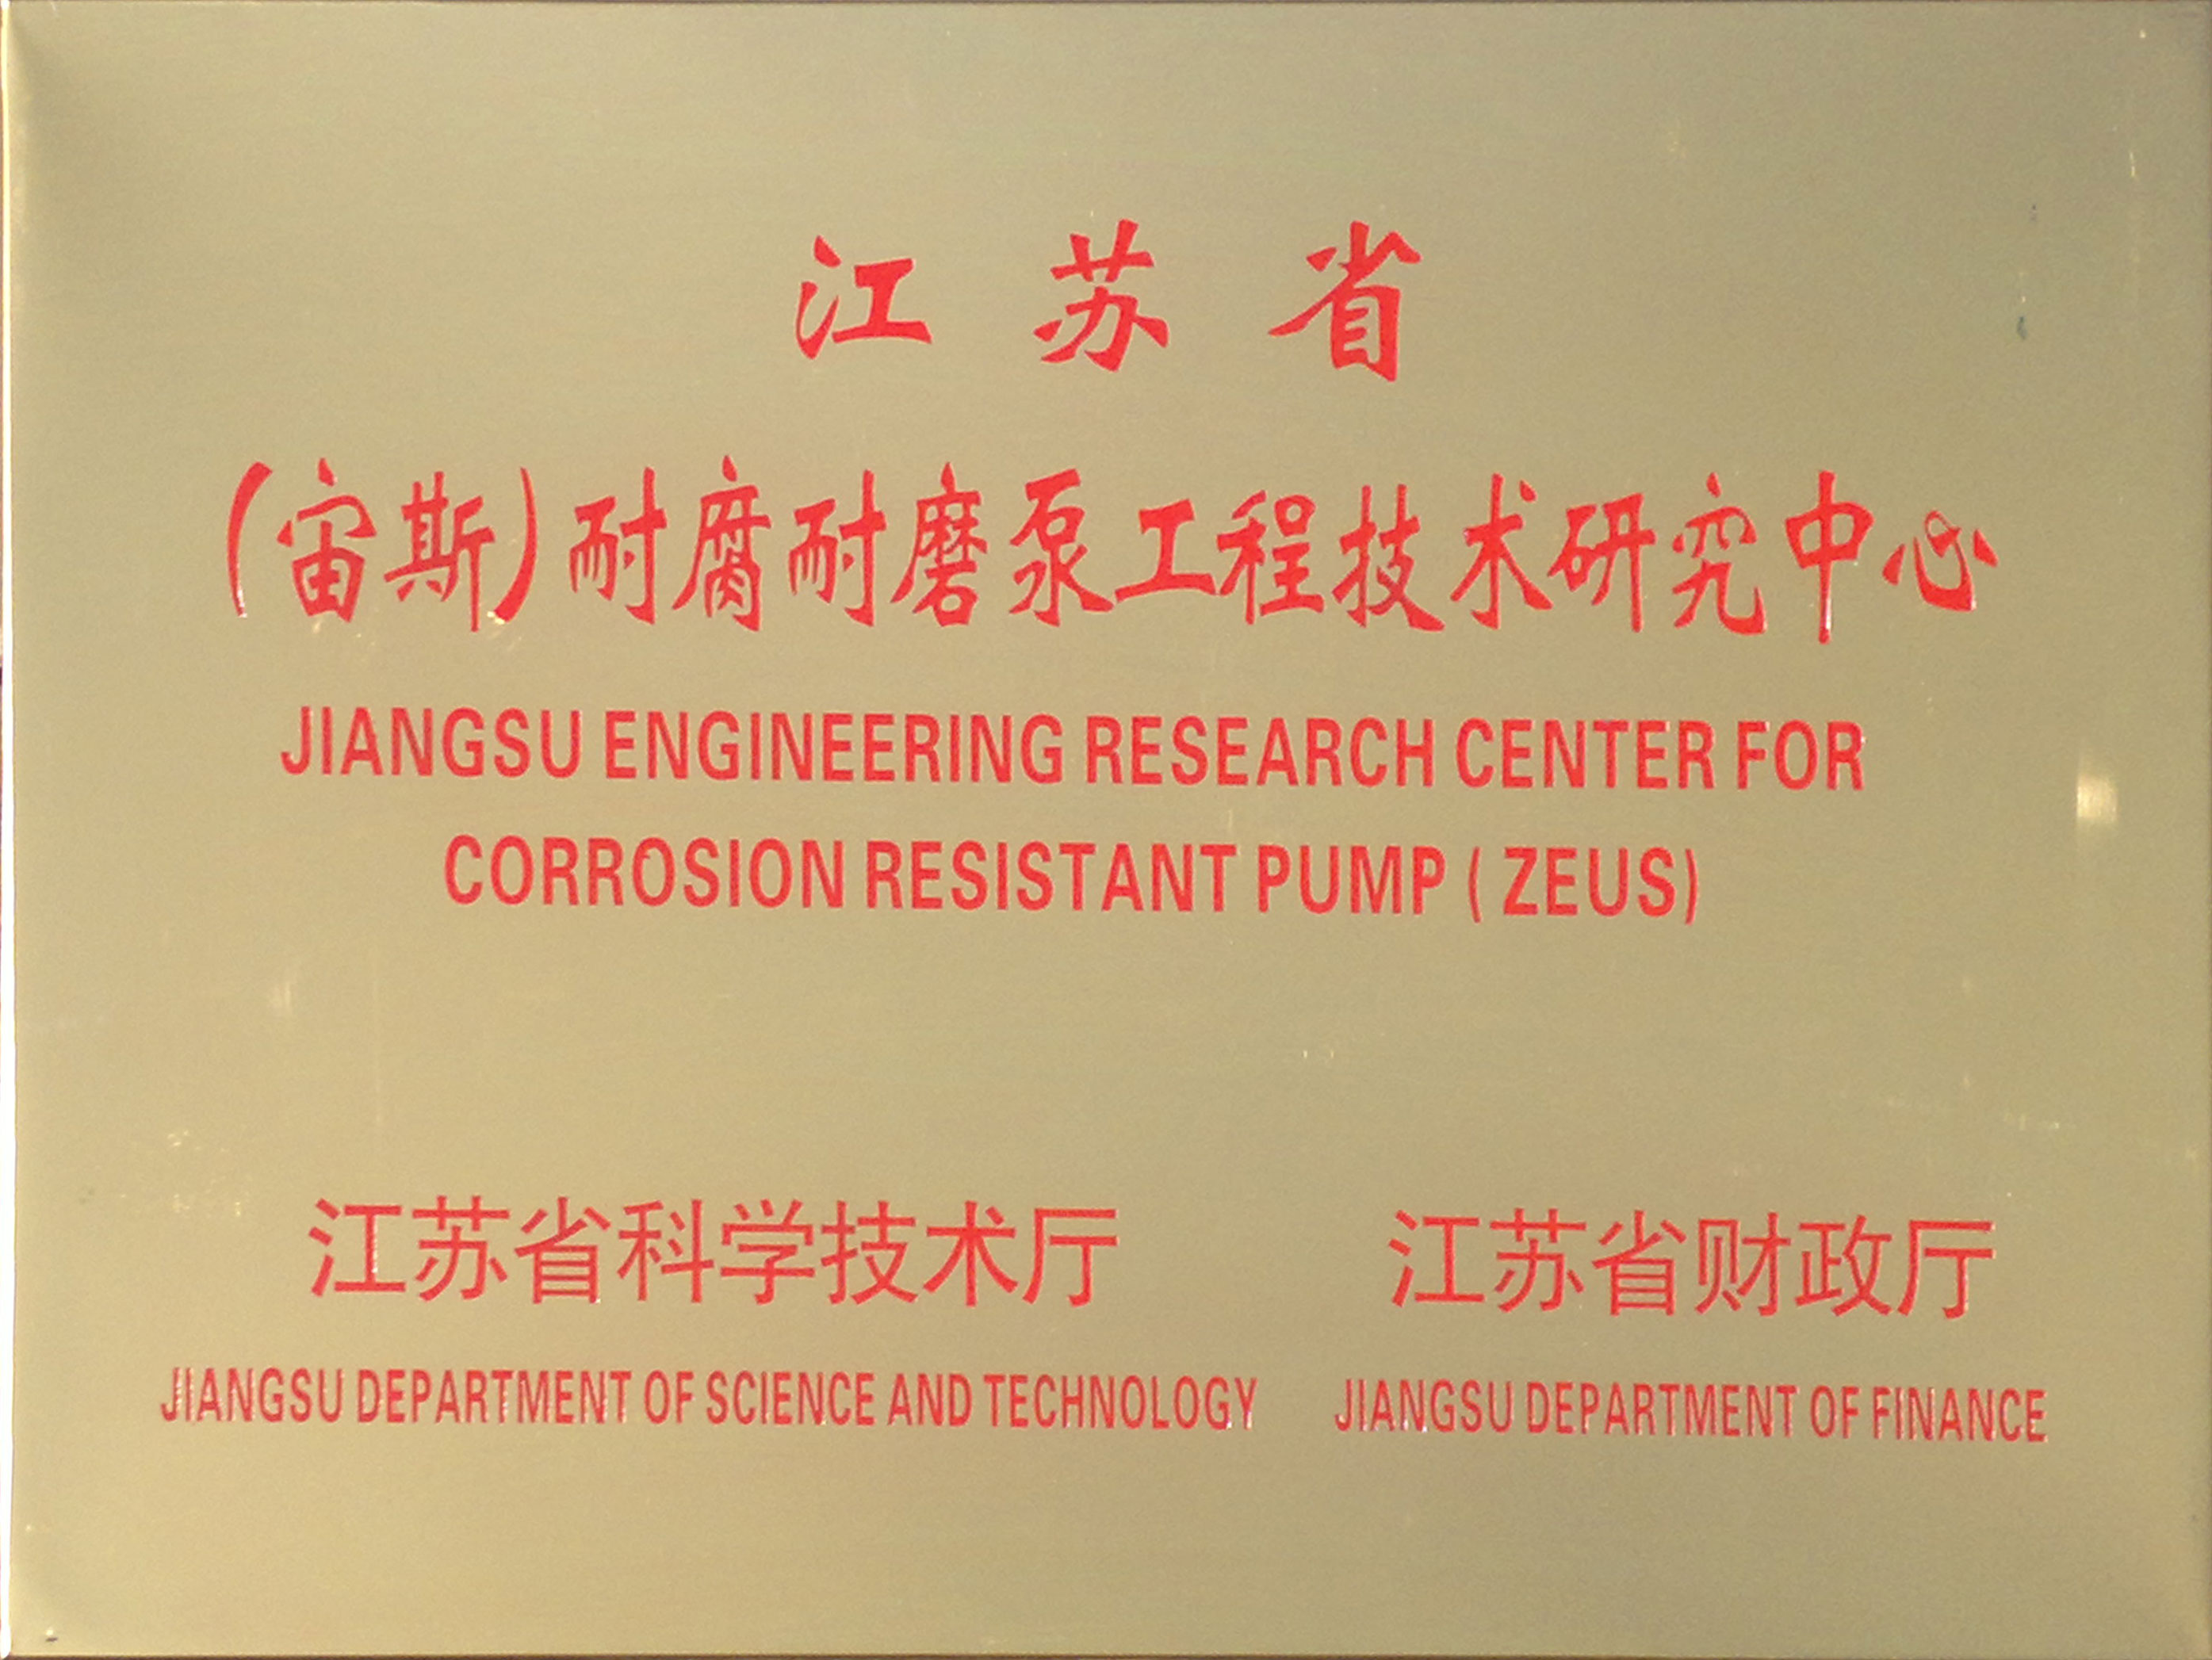 江苏省
（宙斯）耐腐耐磨泵工程技术研究中心
JIANGSU ENGINEERING RESEARCH CENTER FOR
CORROSION RESISTANT PUMP ( ZEUS)
江苏省科学技术厅 江苏省财政厅
JIANGSU DEPARTMENT OF SCIENCE AND TECHNOLOGY JIANGSU DEPARTMENT OF FINANCE